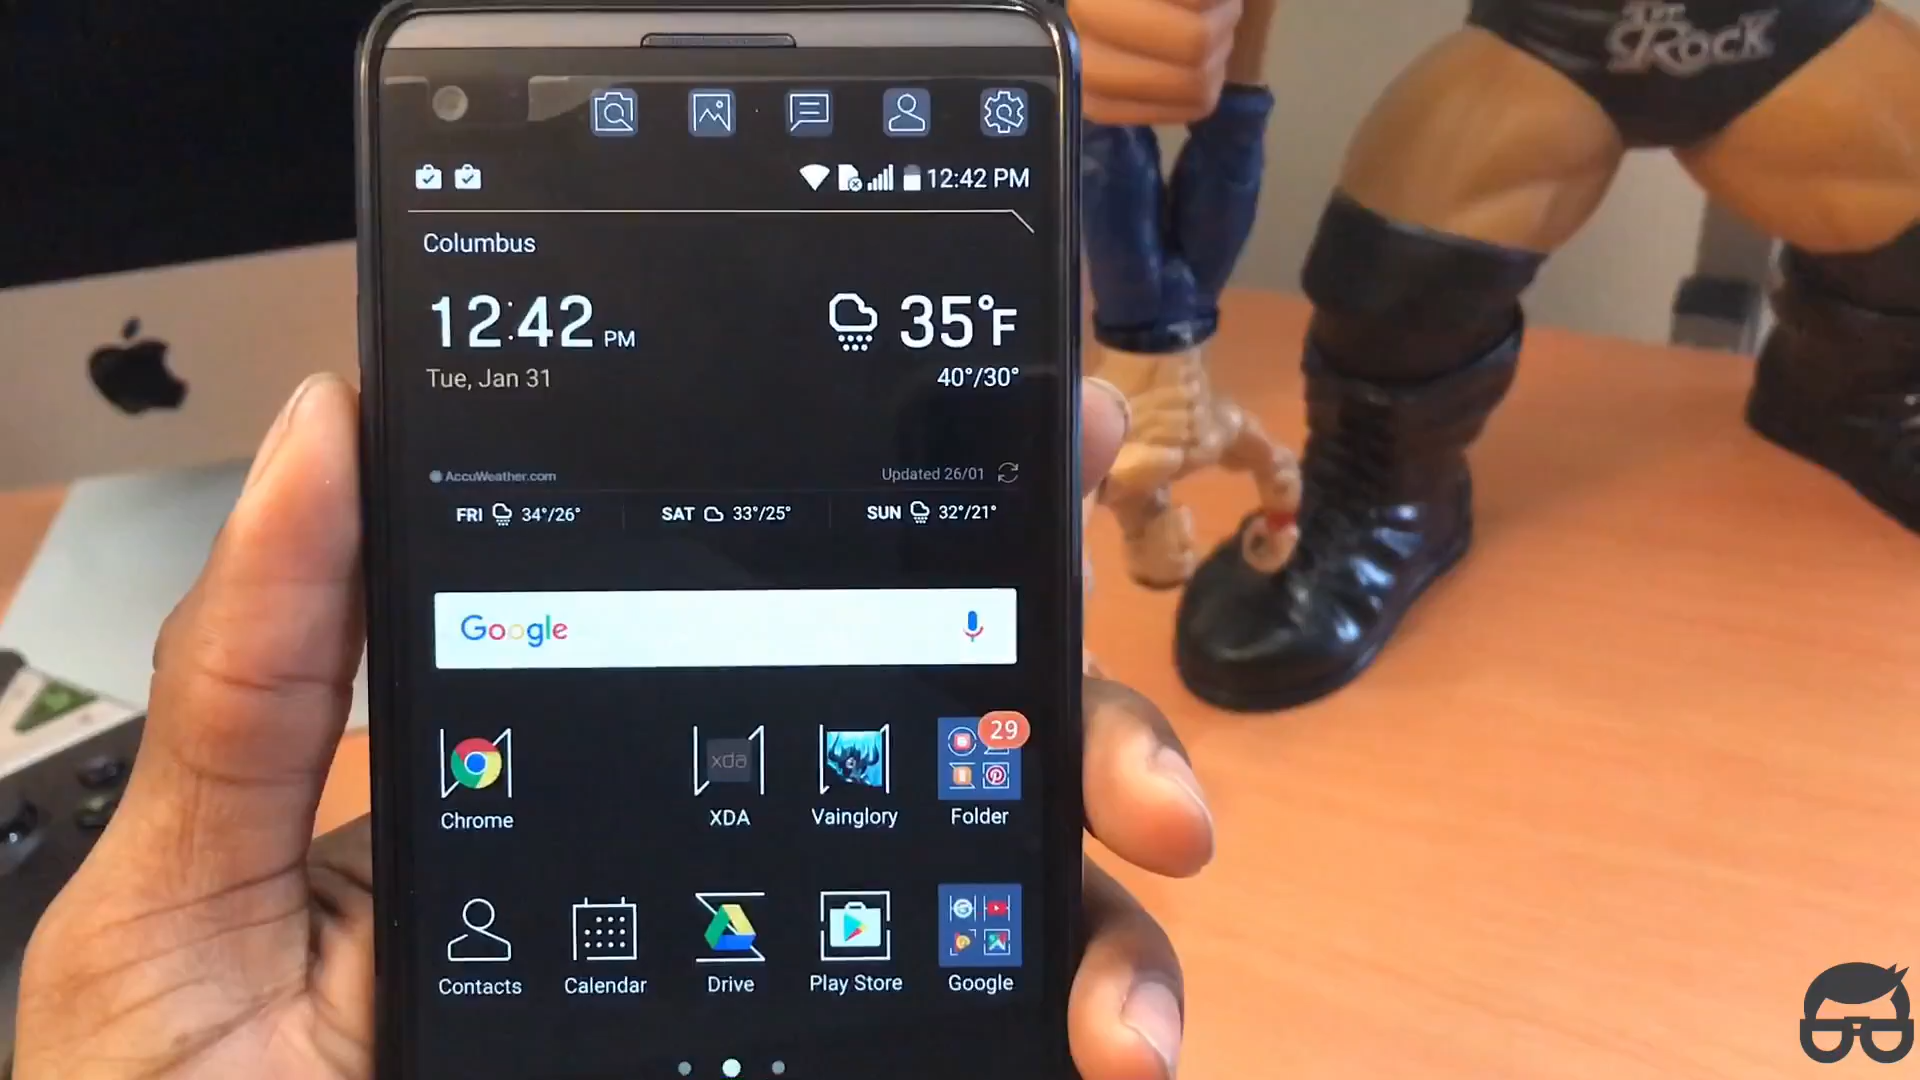 THE
ROCK
12:42 PM
Columbus
12:42 PM
35°F
Tue, Jan 31
40°/30°
AccuWeather.com
Updated 26/01
FRI 34°/26°
SAT 33°/25°
SUN 32°/21°
Google
29
xda
Chrome
XDA
Vainglory
Folder
Contacts
Calendar
Drive
Play Store
Google